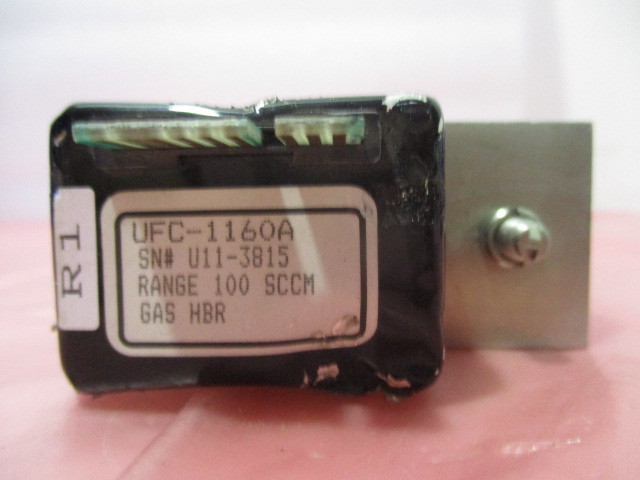 R1
UFC-1160A
SN# U11-3815
RANGE 100 SCCM
GAS HBR